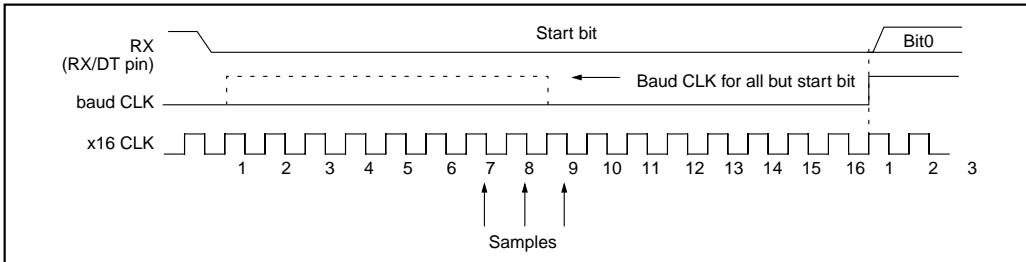 Start bit
RX
(RX/DT pin)
Bit0
Baud CLK for all but start bit
baud CLK
x16 CLK
1 2 3 4 5 6 7 8 9 10 11 12 13 14 15 16 1 2 3
Samples